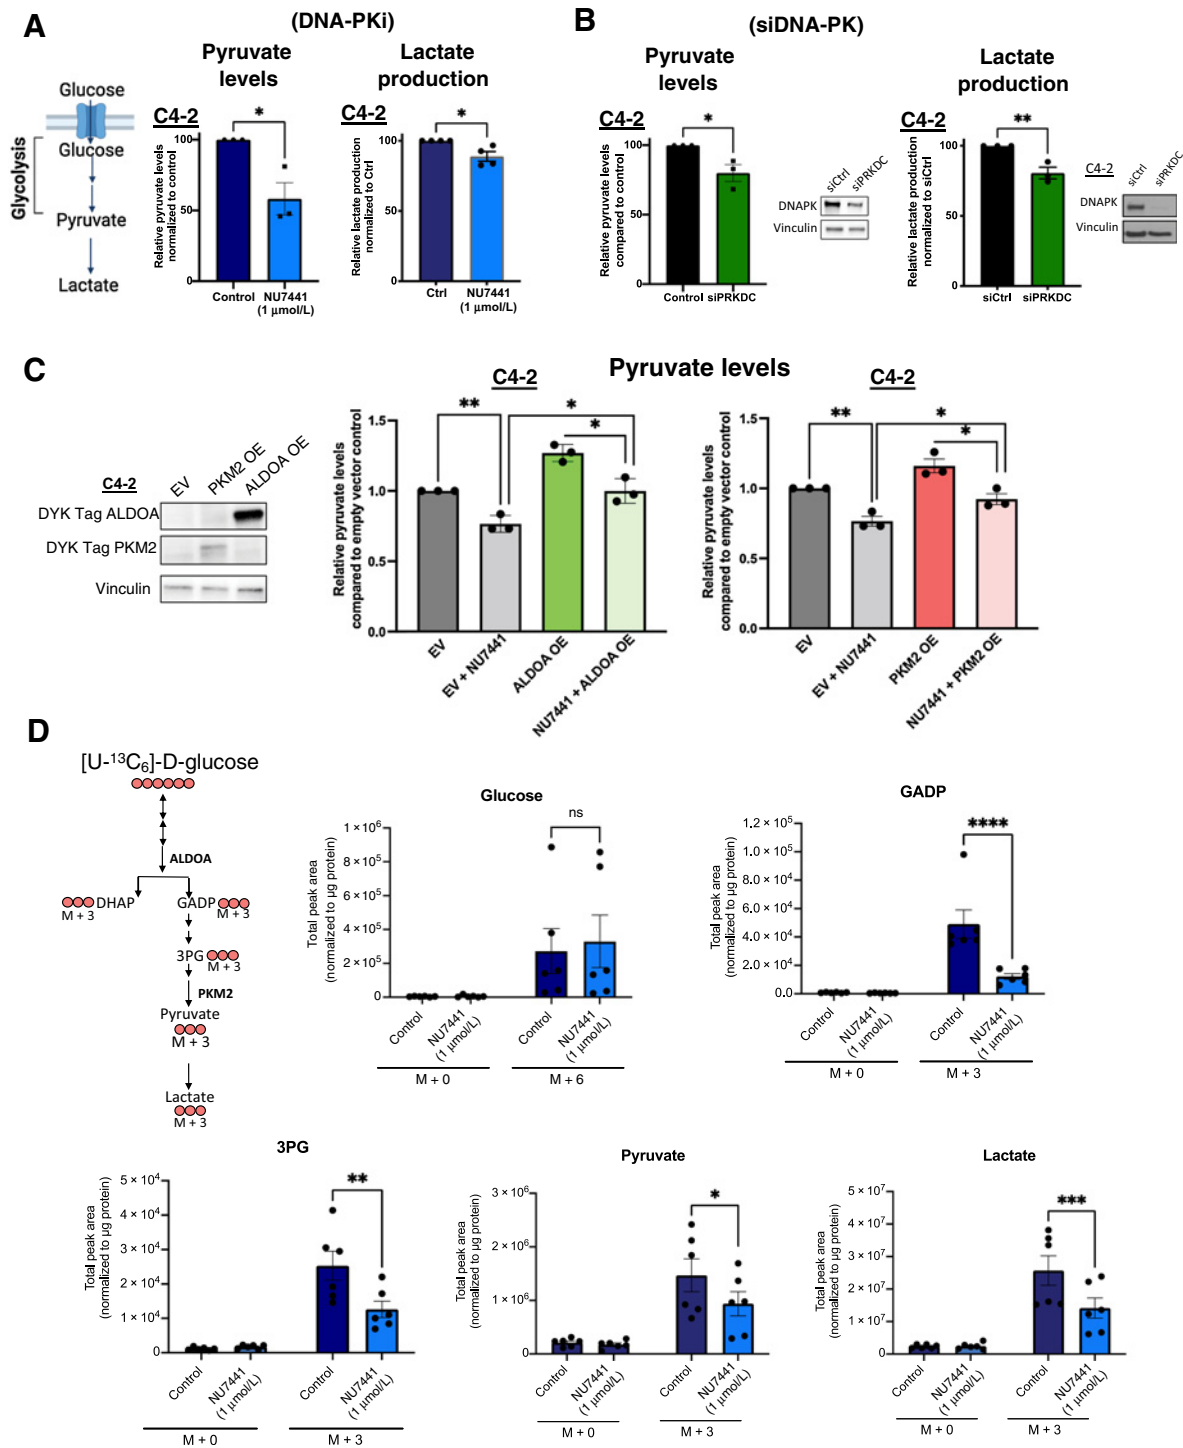 A
(DNA-PKi)
Pyruvate
levels
Lactate
production
Glucose
Glucose
Glycolysis
Pyruvate
Lactate
C4-2
*
Relative pyruvate levels
normalized to control
100
50
0
Control
NU7441
(1 μmol/L)
C4-2
*
Relative lactate production
normalized to Ctrl
100
50
0
Ctrl
NU7441
(1 μmol/L)
B
(siDNA-PK)
Pyruvate
levels
Lactate
production
C4-2
*
Relative pyruvate levels
compared to control
100
50
0
Control
siPRKDC
siCtrl
siPRKDC
DNAPK
Vinculin
C4-2
**
Relative lactate production
normalized to siCtrl
100
50
0
siCtrl
siPRKDC
C4-2
siCtrl
siPRKDC
DNAPK
Vinculin
C
Pyruvate levels
C4-2
EV
PKM2 OE
ALDOA OE
DYK Tag ALDOA
DYK Tag PKM2
Vinculin
C4-2
**
*
*
Relative pyruvate levels
compared to empty vector control
1.5
1.0
0.5
0.0
EV
EV + NU7441
ALDOA OE
NU7441 + ALDOA OE
C4-2
**
*
*
Relative pyruvate levels
compared to empty vector control
1.5
1.0
0.5
0.0
EV
EV + NU7441
PKM2 OE
NU7441 + PKM2 OE
D
[U-¹³C₆]-D-glucose
ALDOA
DHAP
M + 3
GADP
M + 3
3PG
M + 3
PKM2
Pyruvate
M + 3
Lactate
M + 3
Glucose
ns
Total peak area
(normalized to μg protein)
1 × 10⁶
8 × 10⁵
6 × 10⁵
4 × 10⁵
2 × 10⁵
0
Control
NU7441
(1 μmol/L)
Control
NU7441
(1 μmol/L)
M + 0
M + 6
GADP
****
Total peak area
(normalized to μg protein)
1.2 × 10⁵
1.0 × 10⁵
8.0 × 10⁴
6.0 × 10⁴
4.0 × 10⁴
2.0 × 10⁴
0.0
Control
NU7441
(1 μmol/L)
Control
NU7441
(1 μmol/L)
M + 0
M + 3
3PG
**
Total peak area
(normalized to μg protein)
5 × 10⁴
4 × 10⁴
3 × 10⁴
2 × 10⁴
1 × 10⁴
0
Control
NU7441
(1 μmol/L)
Control
NU7441
(1 μmol/L)
M + 0
M + 3
Pyruvate
*
Total peak area
(normalized to μg protein)
3 × 10⁶
2 × 10⁶
1 × 10⁶
0
Control
NU7441
(1 μmol/L)
Control
NU7441
(1 μmol/L)
M + 0
M + 3
Lactate
***
Total peak area
(normalized to μg protein)
5 × 10⁷
4 × 10⁷
3 × 10⁷
2 × 10⁷
1 × 10⁷
0
Control
NU7441
(1 μmol/L)
Control
NU7441
(1 μmol/L)
M + 0
M + 3